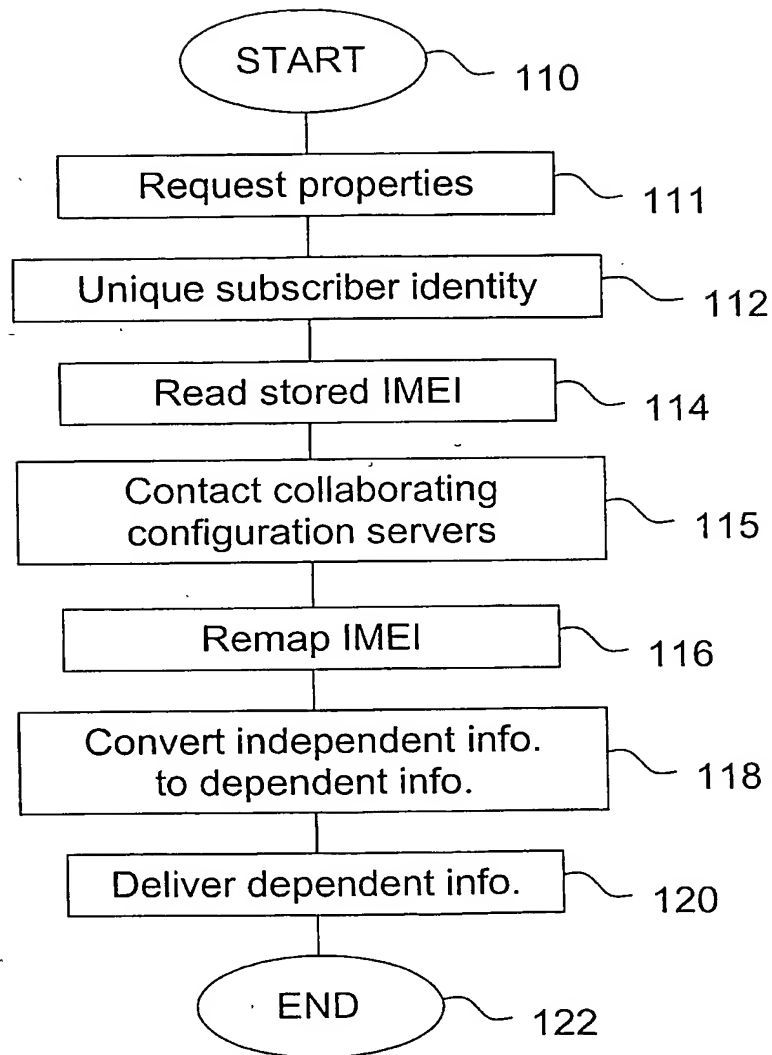 START
110
Request properties
111
Unique subscriber identity
112
Read stored IMEI
114
Contact collaborating
configuration servers
115
Remap IMEI
116
Convert independent info.
to dependent info.
118
Deliver dependent info.
120
END
122